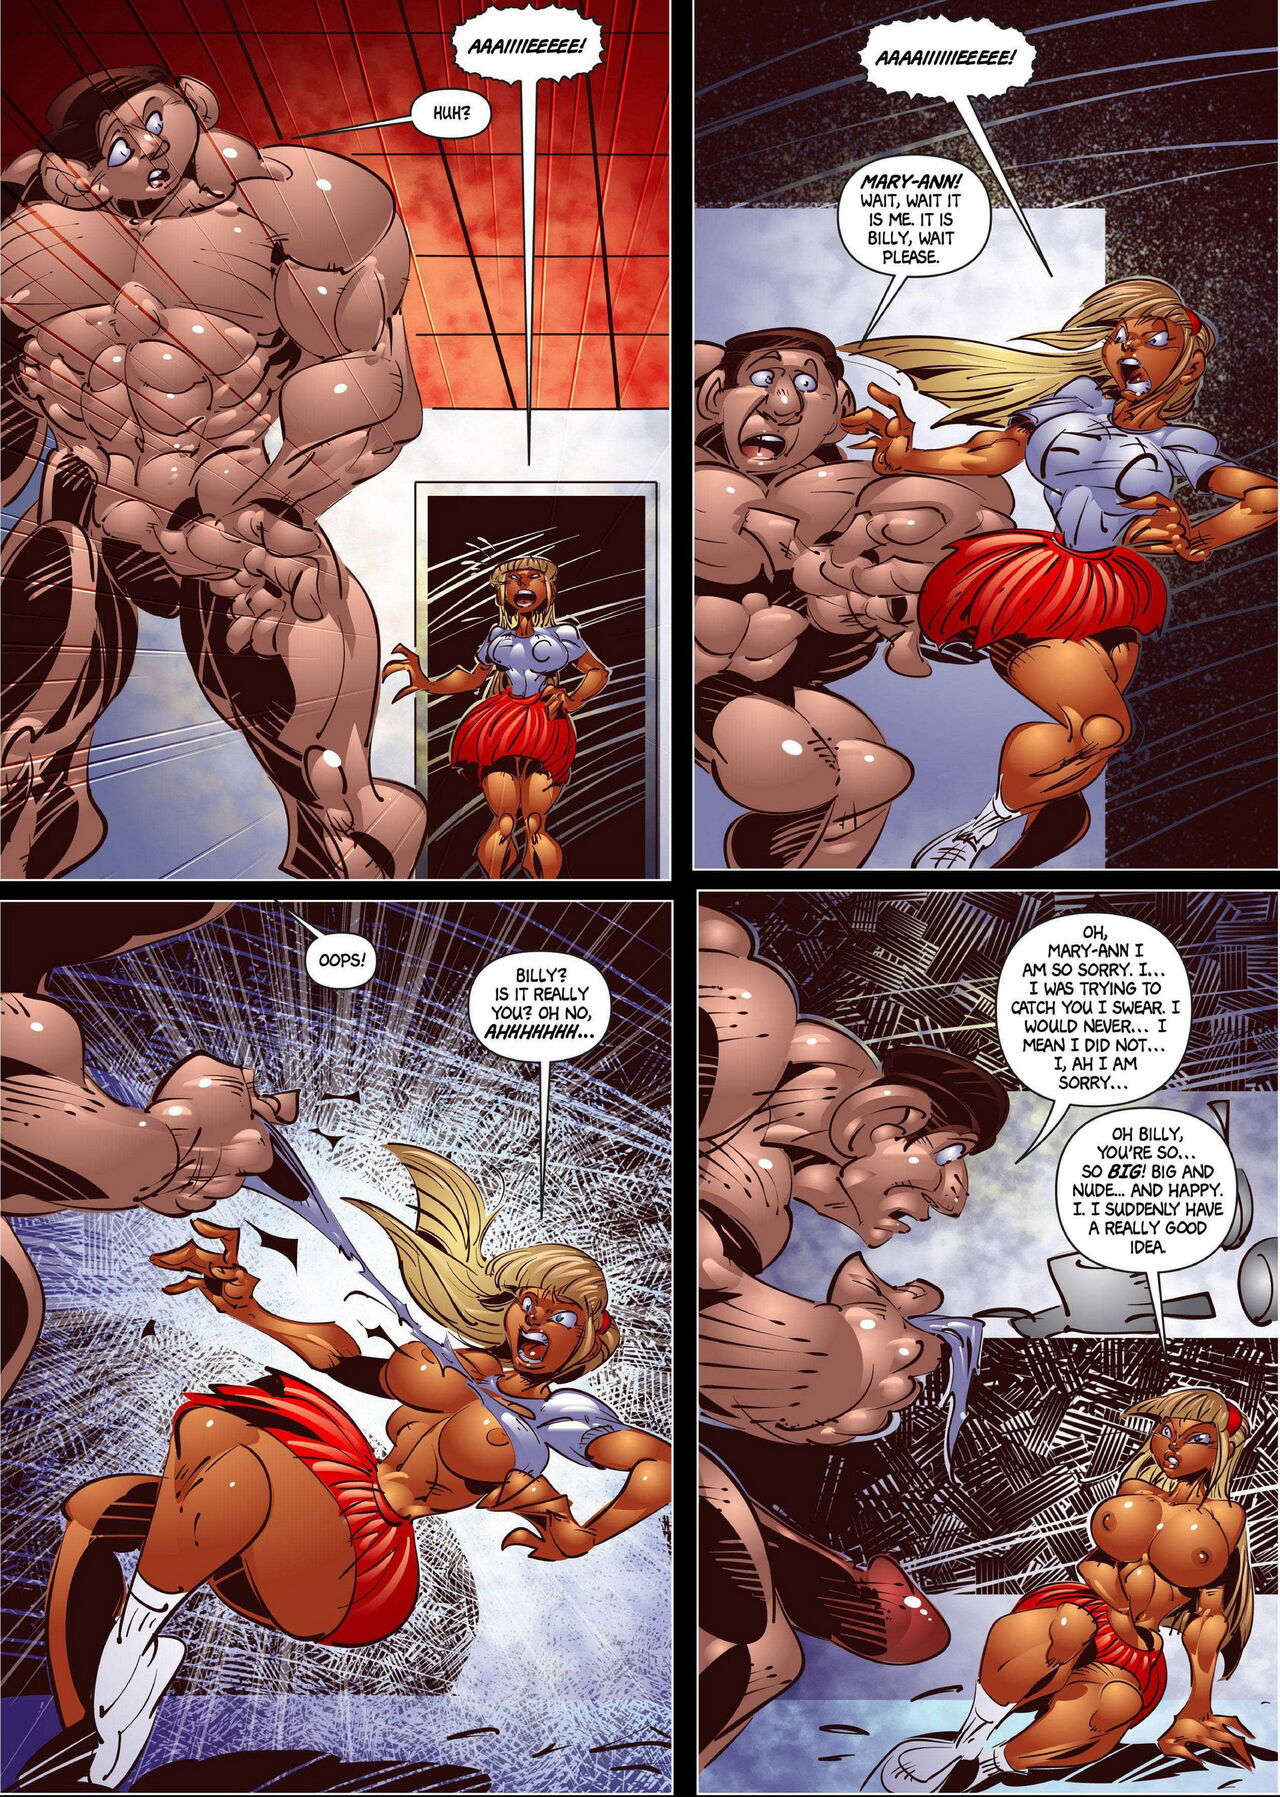 AAAIIIIEEEEE!
HUH?
AAAAIIIIIIEEEEE!
MARY-ANN!
WAIT, WAIT IT
IS ME. IT IS
BILLY, WAIT
PLEASE.
OOPS!
BILLY?
IS IT REALLY
YOU? OH NO,
AHHHHHHH...
OH,
MARY-ANN I
AM SO SORRY. I...
I WAS TRYING TO
CATCH YOU I SWEAR. I
WOULD NEVER... I
MEAN I DID NOT...
I, AH I AM
SORRY...
OH BILLY,
YOU'RE SO...
SO BIG! BIG AND
NUDE... AND HAPPY.
I. I SUDDENLY HAVE
A REALLY GOOD
IDEA.